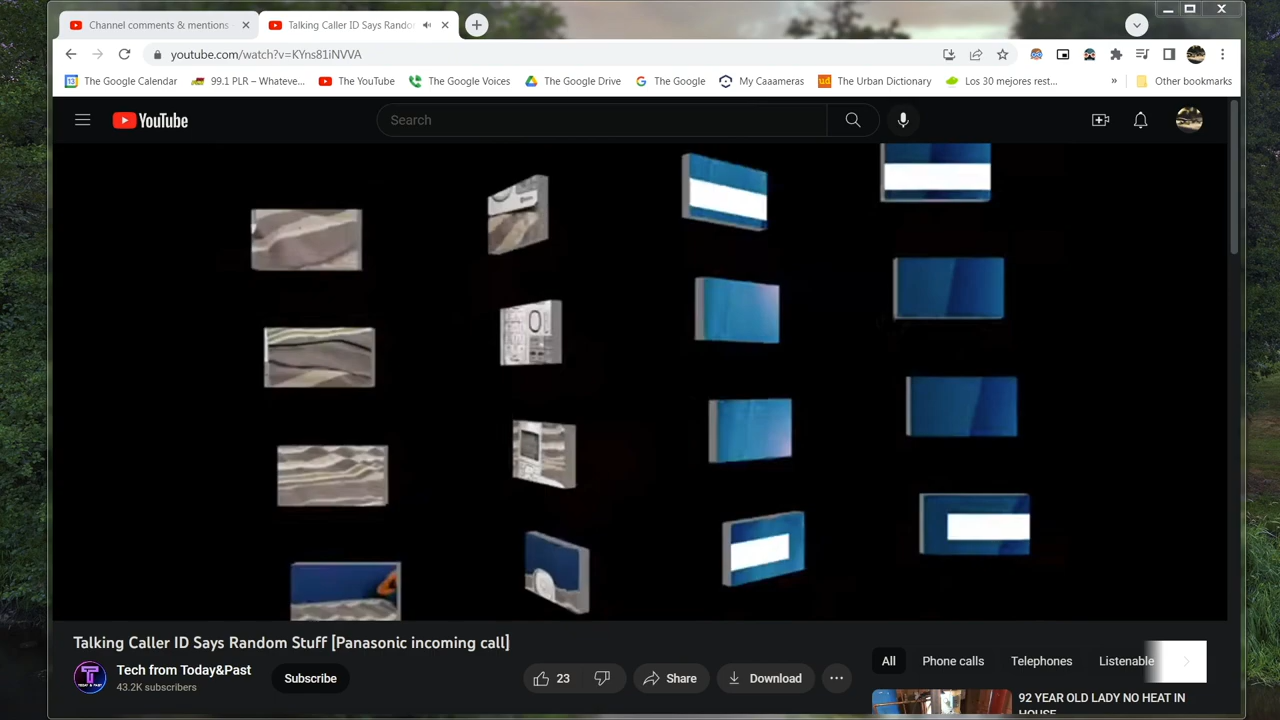 Channel comments & mentions
Talking Caller ID Says Rando
youtube.com/watch?v=KYns81iNVVA
The Google Calendar
99.1 PLR – Whateve...
The YouTube
The Google Voices
The Google Drive
The Google
My Caaameras
The Urban Dictionary
Los 30 mejores rest...
»
Other bookmarks
YouTube
Search
Talking Caller ID Says Random Stuff [Panasonic incoming call]
Tech from Today&Past
43.2K subscribers
Subscribe
23
Share
Download
All
Phone calls
Telephones
Listenable
92 YEAR OLD LADY NO HEAT IN
HOUSE